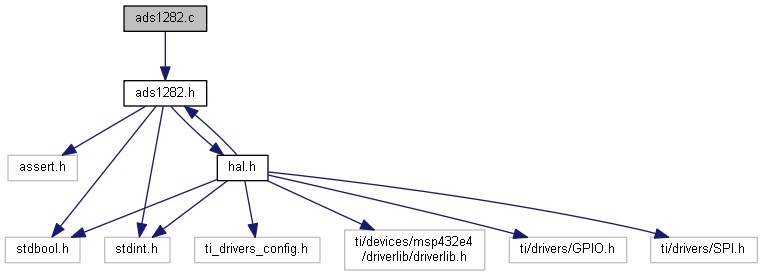 ads1282.c
ads1282.h
assert.h
hal.h
stdbool.h
stdint.h
ti_drivers_config.h
ti/devices/msp432e4
/driverlib/driverlib.h
ti/drivers/GPIO.h
ti/drivers/SPI.h